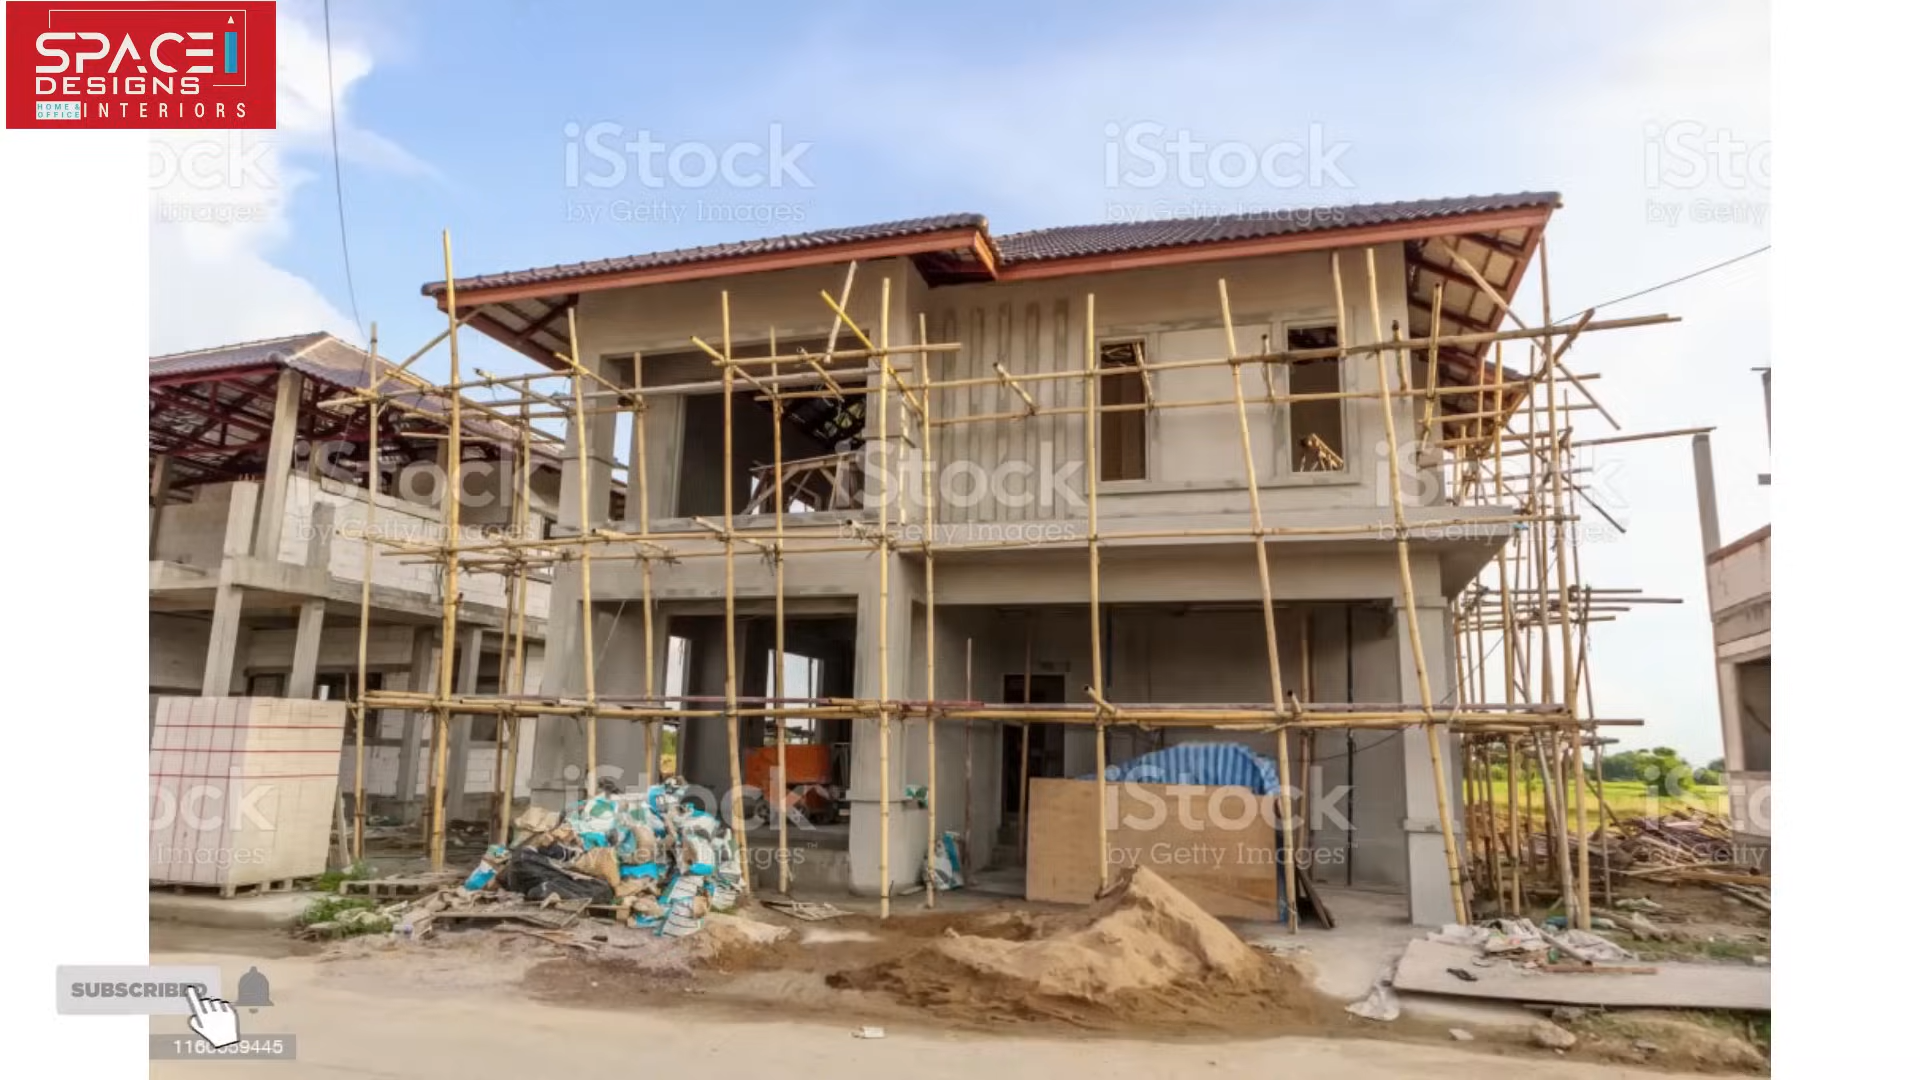 SPACE i
DESIGNS
HOME &
OFFICE
INTERIORS
iStock
by Getty Images
iStock
by Getty Images
iStock
by Getty Images
iStock
by Getty Images
iStock
by Getty Images
iStock
iStock
by Getty Images
SUBSCRIBED